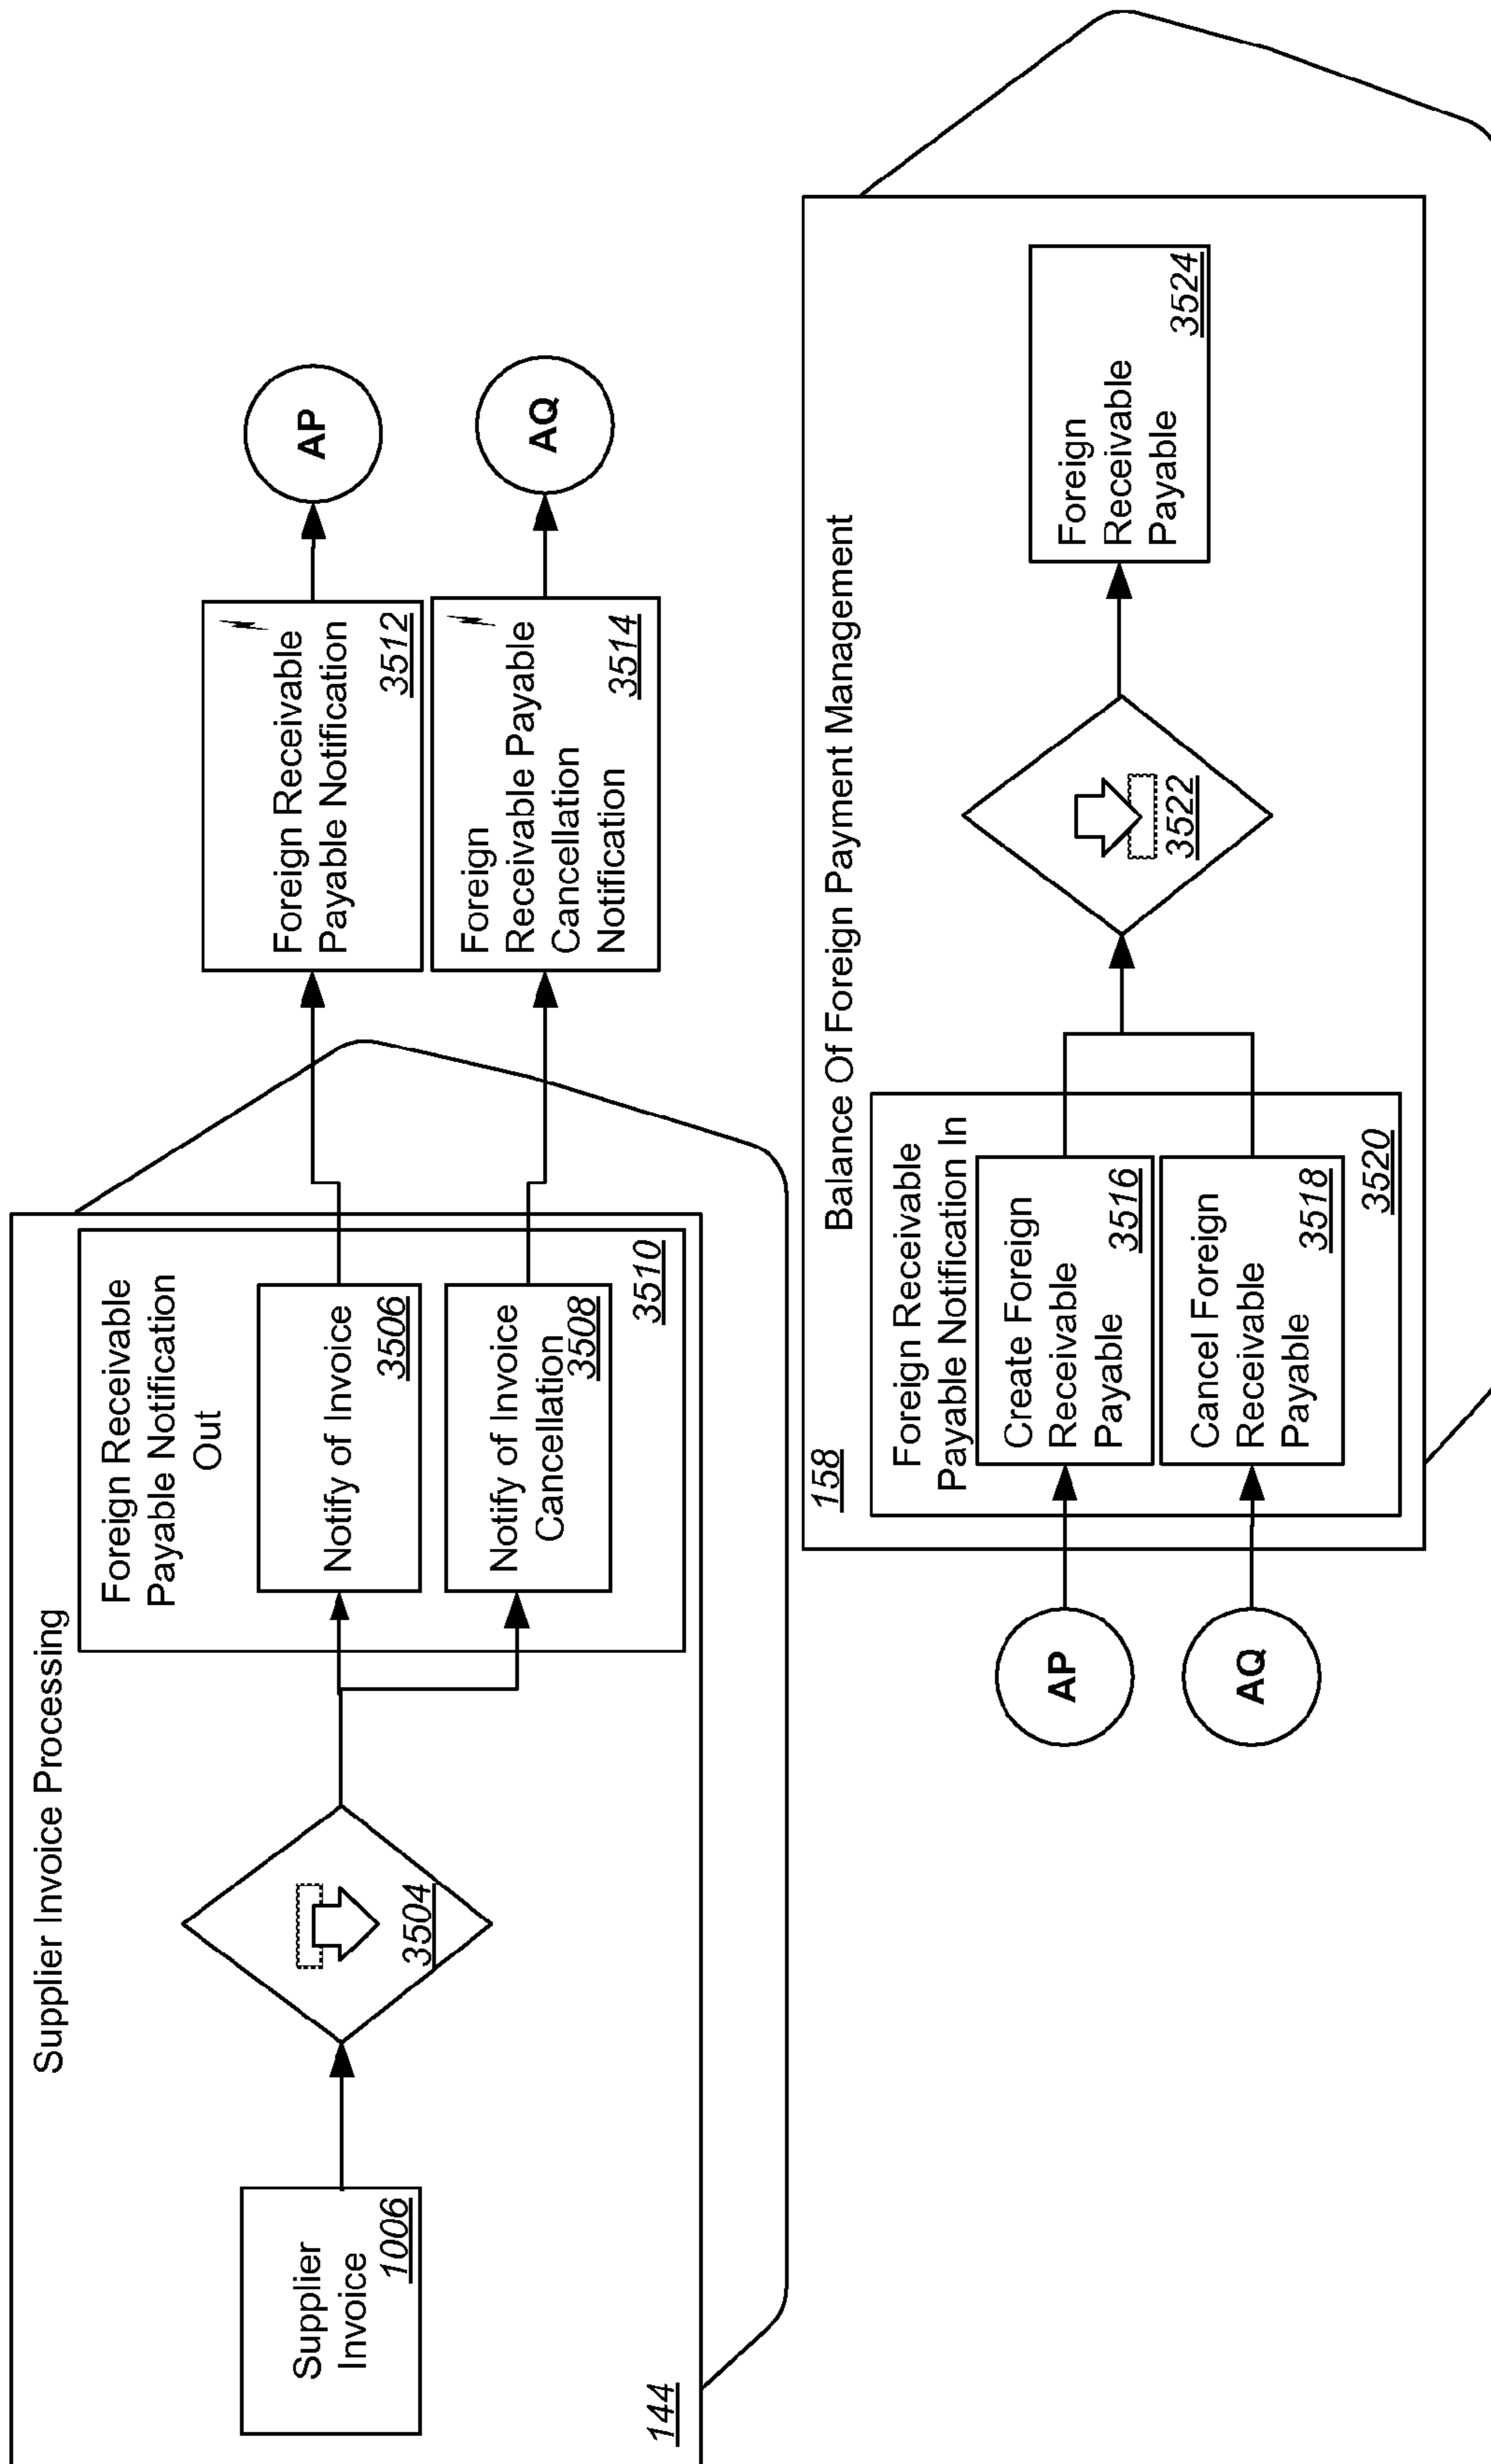 Supplier Invoice Processing
Supplier
Invoice
1006
3504
Foreign Receivable
Payable Notification
Out
Notify of Invoice
3506
Notify of Invoice
Cancellation
3508
3510
144
Foreign Receivable
Payable Notification
3512
AP
Foreign
Receivable Payable
Cancellation
Notification
3514
AQ
Balance Of Foreign Payment Management
158
AP
AQ
Foreign Receivable
Payable Notification In
Create Foreign
Receivable
Payable
3516
Cancel Foreign
Receivable
Payable
3518
3520
3522
Foreign
Receivable
Payable
3524